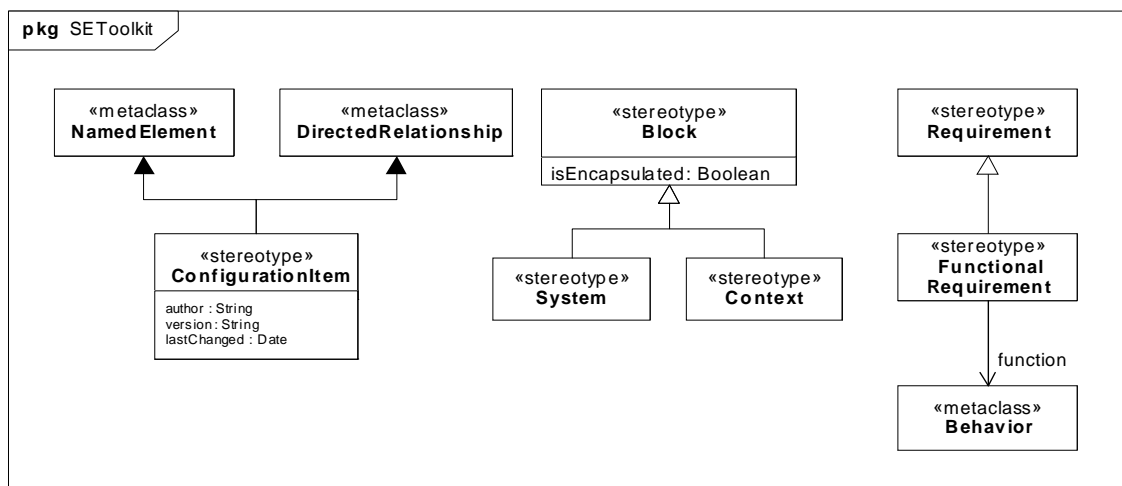 pkg SEToolkit
«metaclass»
NamedElement
«metaclass»
DirectedRelationship
«stereotype»
Block
isEncapsulated: Boolean
«stereotype»
Requirement
«stereotype»
ConfigurationItem
author : String
version: String
lastChanged : Date
«stereotype»
System
«stereotype»
Context
«stereotype»
Functional
Requirement
function
«metaclass»
Behavior